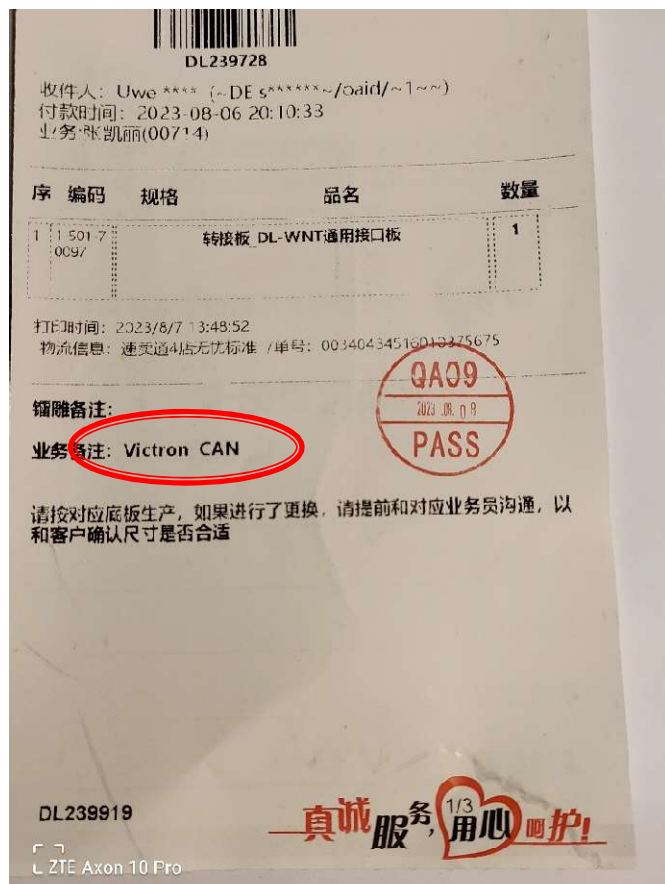 DL239728
收件人: Uwe **** (~DE s******~/oaid/~1~~)
付款时间: 2023-08-06 20:10:33
业务:张凯丽(00714)
序 编码 规格 品名 数量
1 1-501-70097 转接板_DL-WNT通用接口板 1
打印时间: 2023/8/7 13:48:52
物流信息: 速卖通4店无忧标准 /单号: 00340434516010375675
QA09
2023.08.09
PASS
镭雕备注:
业务备注: Victron CAN
请按对应底板生产, 如果进行了更换, 请提前和对应业务员沟通, 以
和客户确认尺寸是否合适
DL239919
真诚服务, 用心呵护!
1/3
ZTE Axon 10 Pro